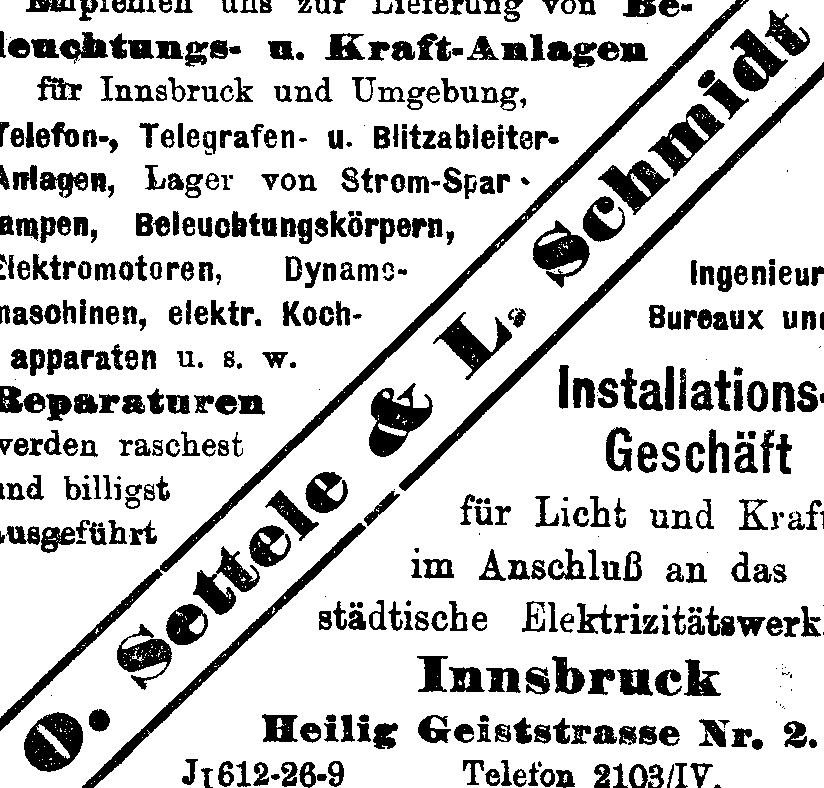 Empfehlen uns zur Lieferung von Be-
leuchtungs- u. Kraft-Anlagen
für Innsbruck und Umgebung,
Telefon-, Telegrafen- u. Blitzableiter-
Anlagen, Lager von Strom-Spar-
ampen, Beleuchtungskörpern,
Elektromotoren, Dynamo-
maschinen, elektr. Koch-
apparaten u. s. w.
Reparaturen
werden raschest
und billigst
ausgeführt
O. Settele & L. Schmidt
Ingenieur
Bureaux und
Installations-
Geschäft
für Licht und Kraft
im Anschluß an das
städtische Elektrizitätswerk
Innsbruck
Heilig Geiststrasse Nr. 2.
J1612-26-9 Telefon 2103/IV.